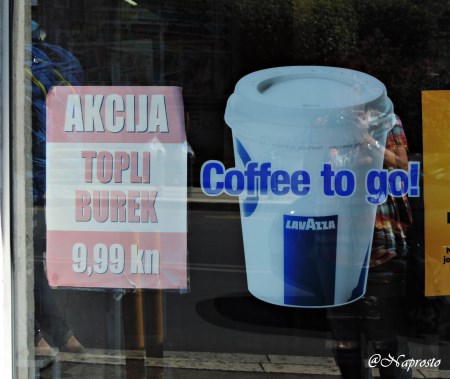 AKCIJA
TOPLI
BUREK
9,99 kn
Coffee to go!
LAVAZZA
@Naprosto